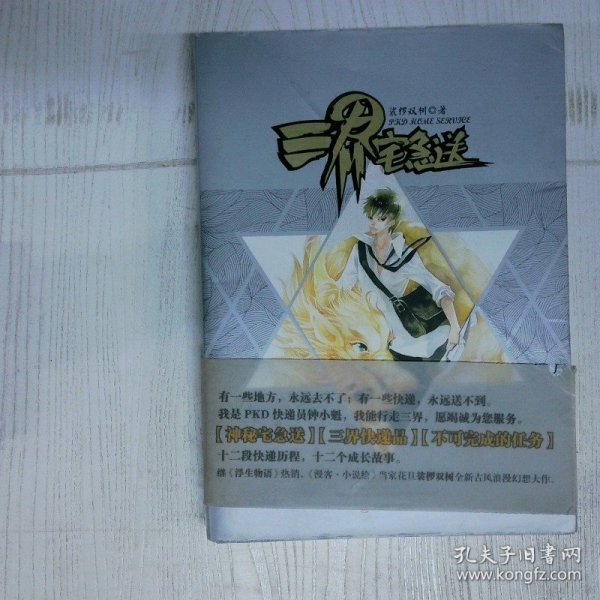 裟椤双树◎著
PKD HOME SERVICE
三界宅急送
有一些地方，永远去不了；有一些快递，永远送不到。
我是PKD快递员钟小魁，我能行走三界，愿竭诚为您服务。
【神秘宅急送】【三界快递品】【不可完成的任务】
十二段快递历程，十二个成长故事。
继《浮生物语》热销，《漫客·小说绘》当家花旦裟椤双树全新古风浪漫幻想大作。
孔夫子旧书网
www.kongfz.com